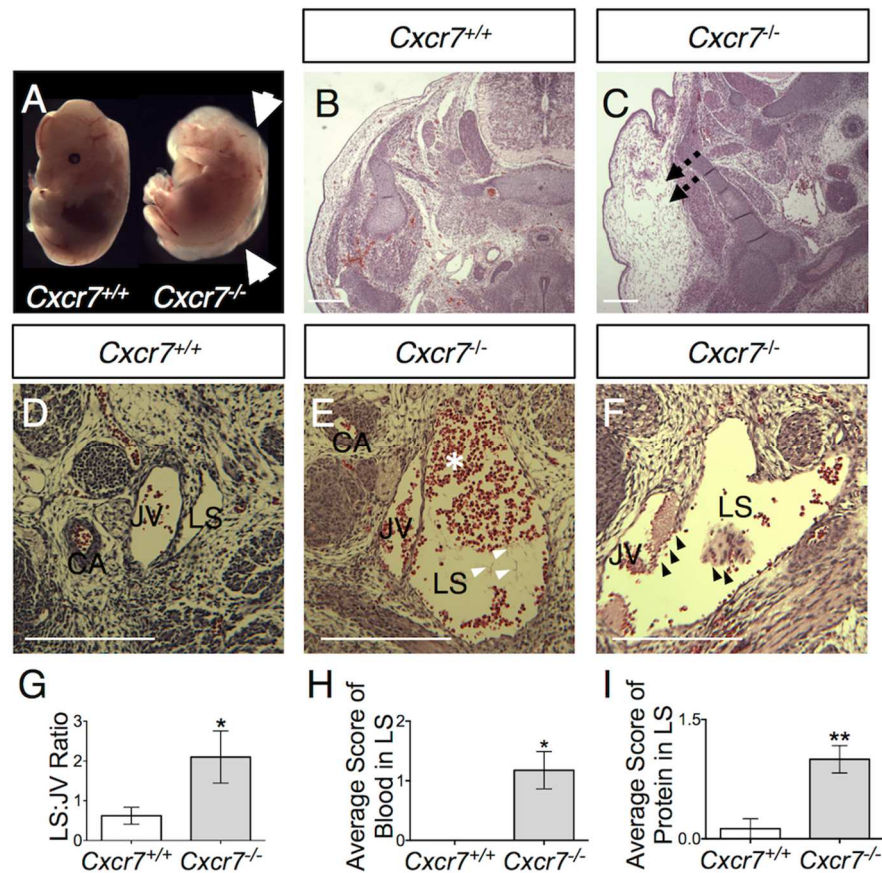 Cxcr7+/+
Cxcr7-/-
A
B
C
Cxcr7+/+ Cxcr7-/-
Cxcr7+/+
Cxcr7-/-
Cxcr7-/-
D
JV
LS
CA
E
CA
*
JV
LS
F
LS
JV
G
LS:JV Ratio
3
2
1
0
*
Cxcr7+/+ Cxcr7-/-
H
Average Score of
Blood in LS
2
1
0
*
Cxcr7+/+ Cxcr7-/-
I
Average Score of
Protein in LS
1.5
0.0
**
Cxcr7+/+ Cxcr7-/-